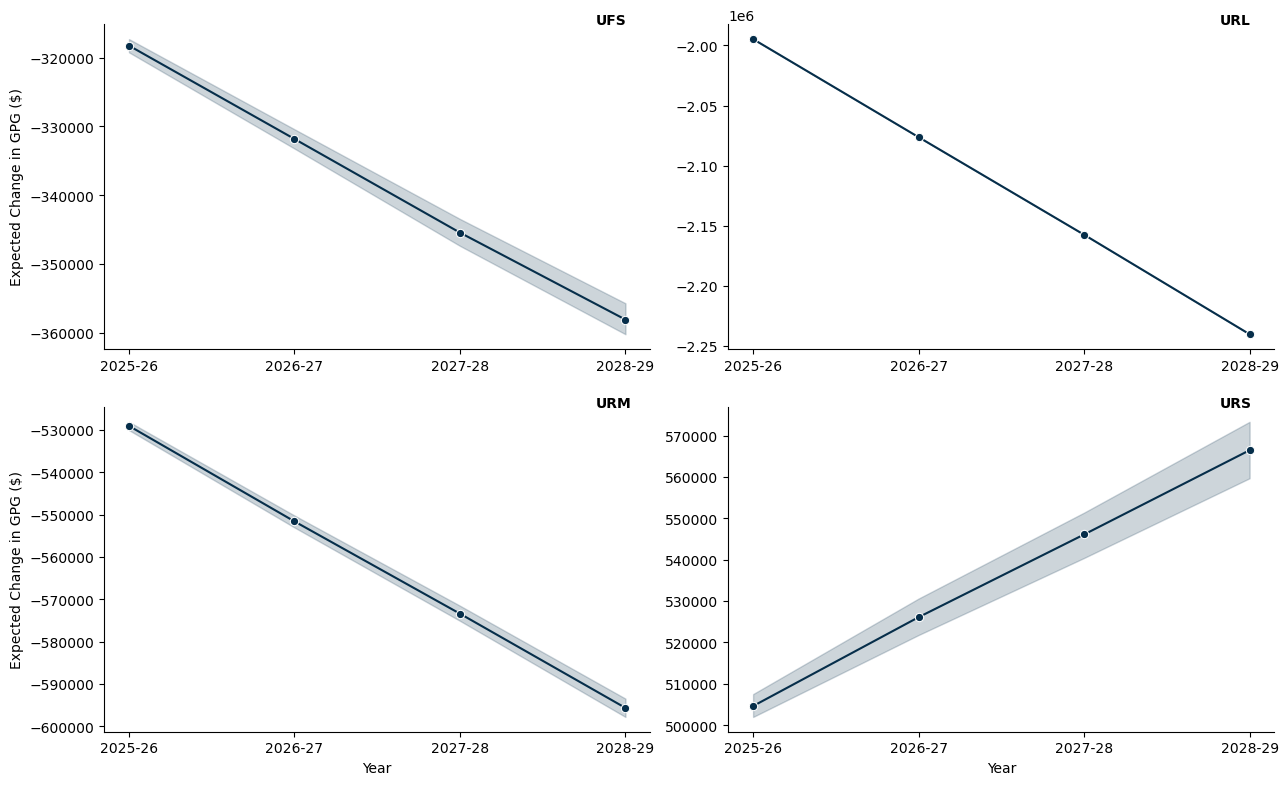 UFS
Expected Change in GPG ($)
−320000
−330000
−340000
−350000
−360000
2025-26 2026-27 2027-28 2028-29
1e6
URL
−2.00
−2.05
−2.10
−2.15
−2.20
−2.25
2025-26 2026-27 2027-28 2028-29
URM
Expected Change in GPG ($)
−530000
−540000
−550000
−560000
−570000
−580000
−590000
−600000
2025-26 2026-27 2027-28 2028-29
Year
URS
570000
560000
550000
540000
530000
520000
510000
500000
2025-26 2026-27 2027-28 2028-29
Year